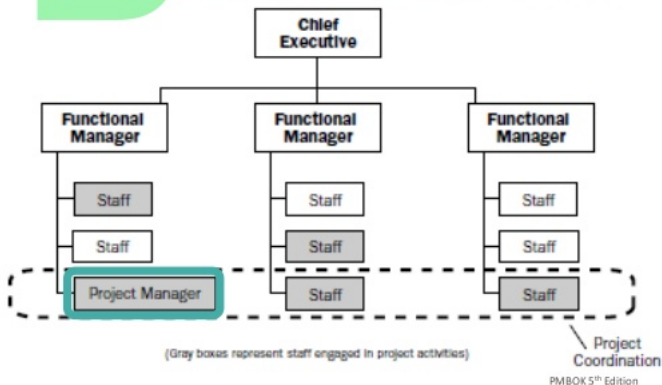 Chief
Executive
Functional
Manager
Functional
Manager
Functional
Manager
Staff
Staff
Staff
Staff
Staff
Staff
Project Manager
Staff
Staff
(Gray boxes represent staff engaged in project activities)
Project
Coordination
PMBOK 5th Edition